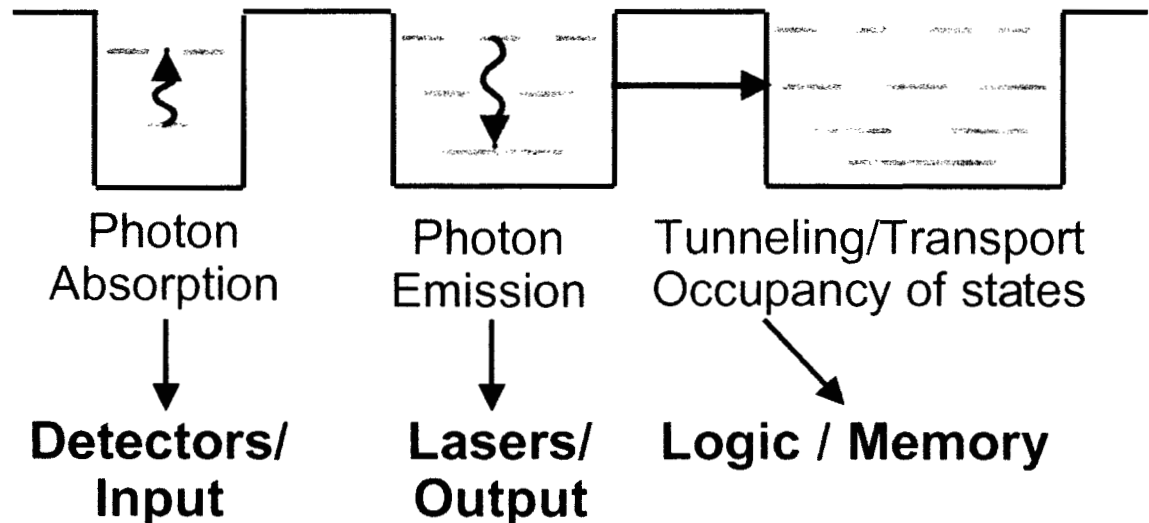 Photon
Absorption
Photon
Emission
Tunneling/Transport
Occupancy of states
Detectors/
Input
Lasers/
Output
Logic / Memory